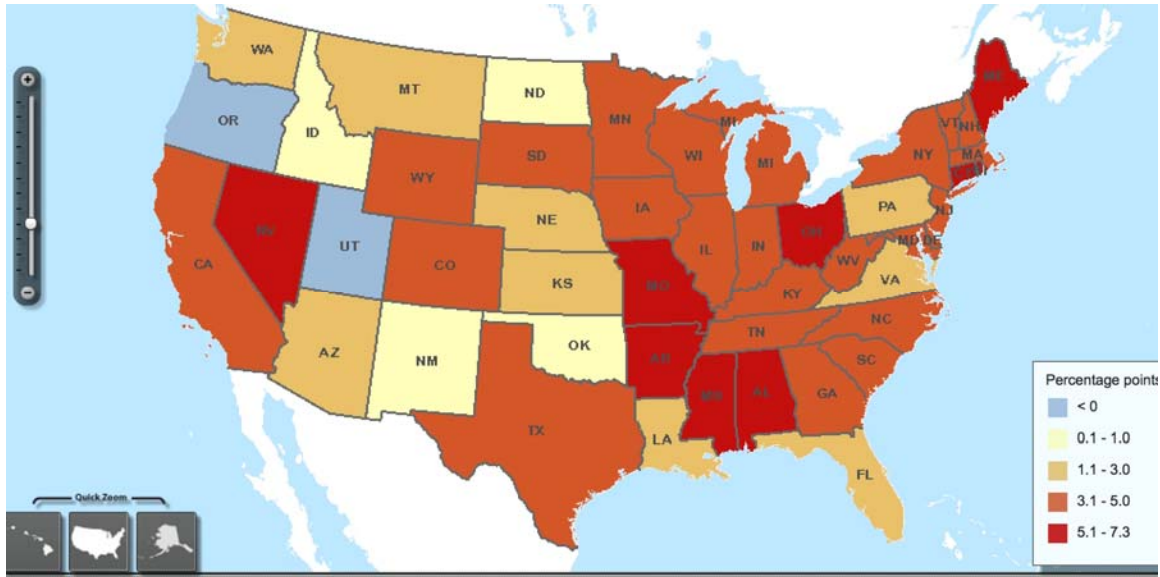 +
WA
MT
ND
OR
ID
MN
WI
MI
MI
ME
VT
NH
NY
MA
CT
RI
SD
WY
IA
PA
NJ
NE
NV
UT
CO
IL
IN
OH
MD
DE
WV
CA
KS
MO
KY
VA
AZ
NM
OK
AR
TN
NC
SC
MS
AL
GA
TX
LA
FL
Percentage points
< 0
0.1 - 1.0
1.1 - 3.0
3.1 - 5.0
5.1 - 7.3
Quick Zoom